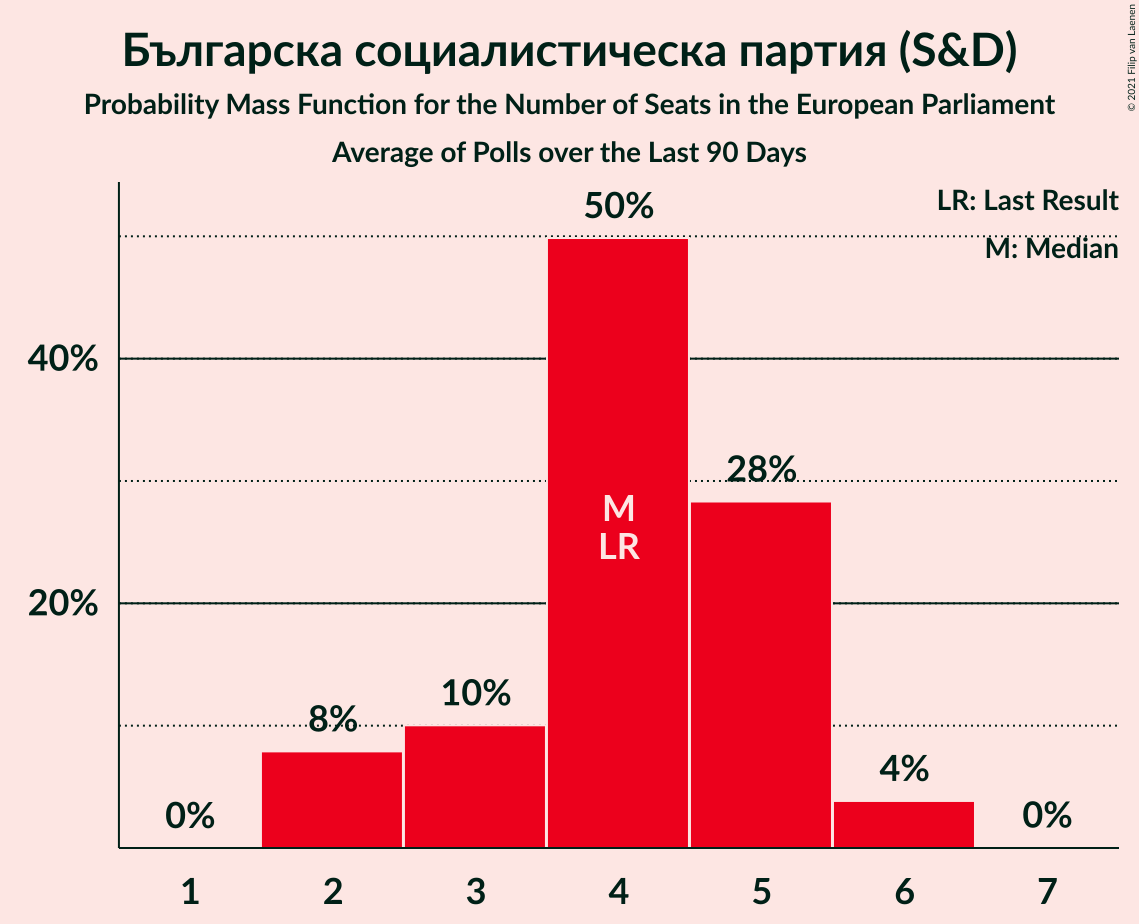 Българска социалистическа партия (S&D)
Probability Mass Function for the Number of Seats in the European Parliament
Average of Polls over the Last 90 Days
© 2021 Filip van Laenen
LR: Last Result
M: Median
50%
40%
28%
M
LR
20%
10%
8%
4%
0%
0%
1 2 3 4 5 6 7